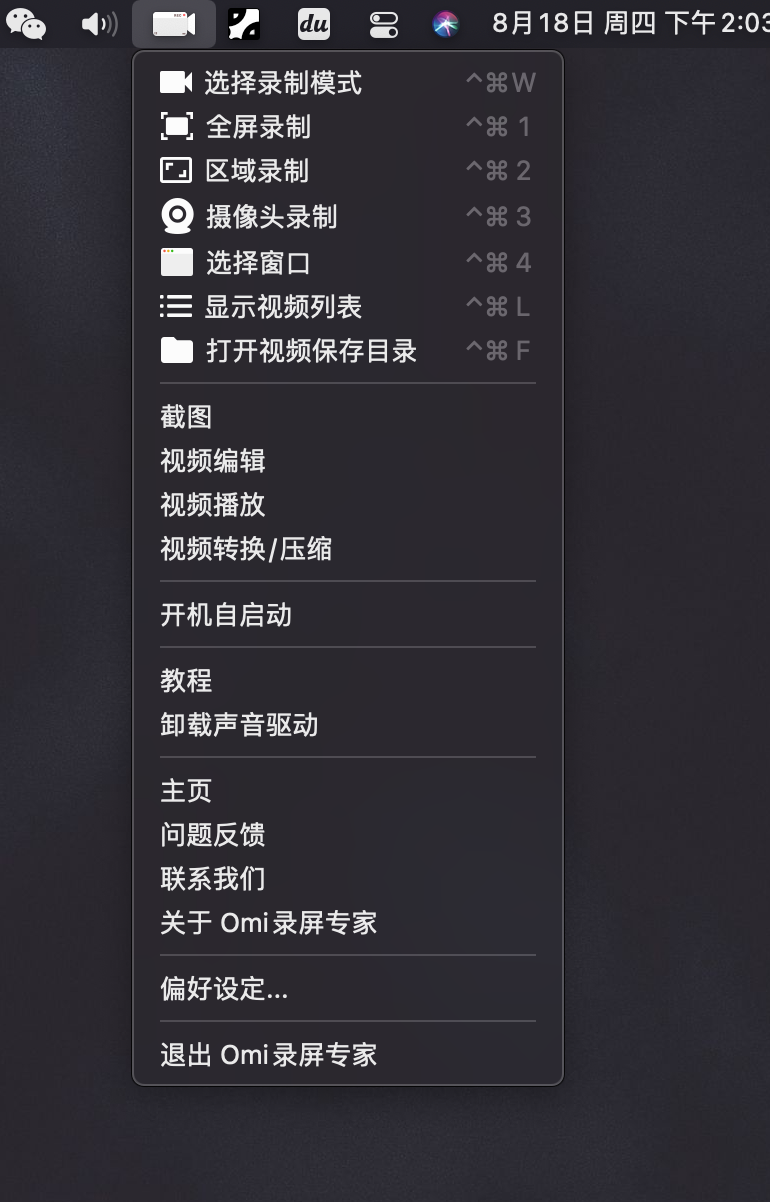 REC
du
8月18日 周四 下午2:03
选择录制模式 ^⌘W
全屏录制 ^⌘1
区域录制 ^⌘2
摄像头录制 ^⌘3
选择窗口 ^⌘4
显示视频列表 ^⌘L
打开视频保存目录 ^⌘F
截图
视频编辑
视频播放
视频转换/压缩
开机自启动
教程
卸载声音驱动
主页
问题反馈
联系我们
关于 Omi录屏专家
偏好设定...
退出 Omi录屏专家